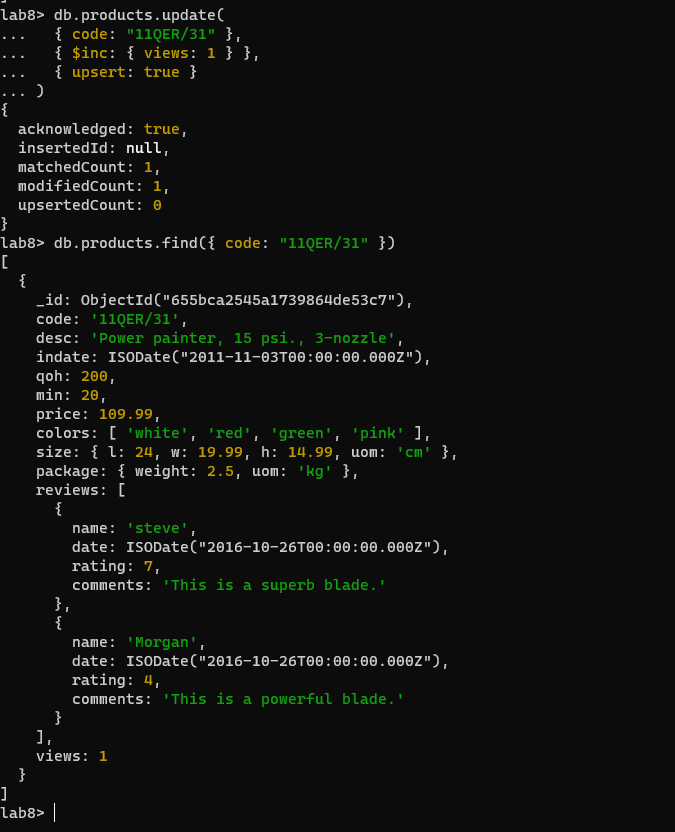 lab8> db.products.update(
...   { code: "11QER/31" },
...   { $inc: { views: 1 } },
...   { upsert: true }
... )
{
  acknowledged: true,
  insertedId: null,
  matchedCount: 1,
  modifiedCount: 1,
  upsertedCount: 0
}
lab8> db.products.find({ code: "11QER/31" })
[
  {
    _id: ObjectId("655bca2545a1739864de53c7"),
    code: '11QER/31',
    desc: 'Power painter, 15 psi., 3-nozzle',
    indate: ISODate("2011-11-03T00:00:00.000Z"),
    qoh: 200,
    min: 20,
    price: 109.99,
    colors: [ 'white', 'red', 'green', 'pink' ],
    size: { l: 24, w: 19.99, h: 14.99, uom: 'cm' },
    package: { weight: 2.5, uom: 'kg' },
    reviews: [
      {
        name: 'steve',
        date: ISODate("2016-10-26T00:00:00.000Z"),
        rating: 7,
        comments: 'This is a superb blade.'
      },
      {
        name: 'Morgan',
        date: ISODate("2016-10-26T00:00:00.000Z"),
        rating: 4,
        comments: 'This is a powerful blade.'
      }
    ],
    views: 1
  }
]
lab8>